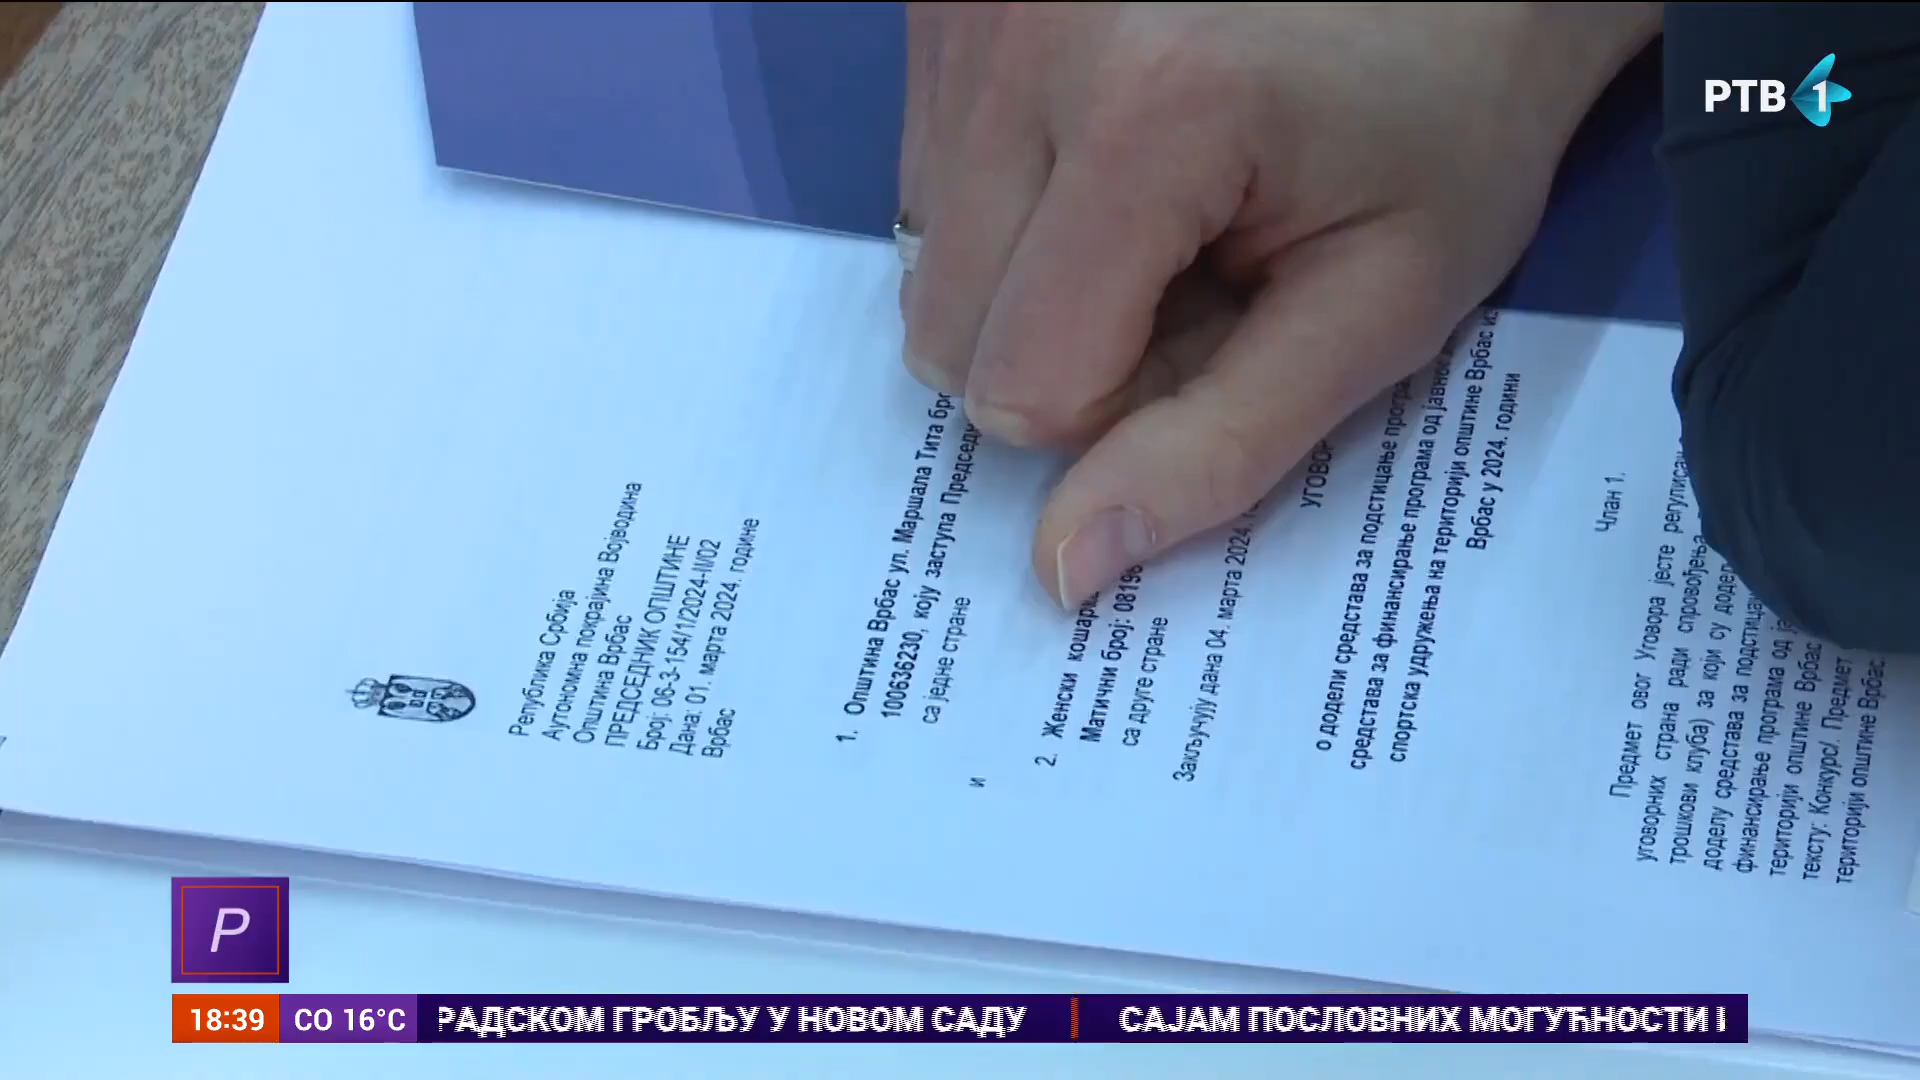 РТВ 1
Република Србија
Аутономна покрајина Војводина
Општина Врбас
ПРЕДСЕДНИК ОПШТИНЕ
Број: 06-3-154/1/2024-II/02
Дана: 01. марта 2024. године
Врбас
1. Општина Врбас ул. Маршала Тита
100636230, коју заступа
са једне стране
и
2. Женски
Матични број:
са друге стране
Закључују дана 04. марта 2024.
УГОВОР
о додели средстава за подстицање
средстава за финансирање програма од
спортска удружења на територији општине Врбас
Врбас у 2024. години
Члан 1.
Предмет овог Уговора јесте
уговорних страна ради спровођења
трошкови клуба) за који су
доделу средстава за
финансирање програма од
територији општине Врбас
тексту: Конкурс/. Предмет
територији општине Врбас.
Р
18:39 СО 16°C РАДСКОМ ГРОБЉУ У НОВОМ САДУ | САЈАМ ПОСЛОВНИХ МОГУЋНОСТИ